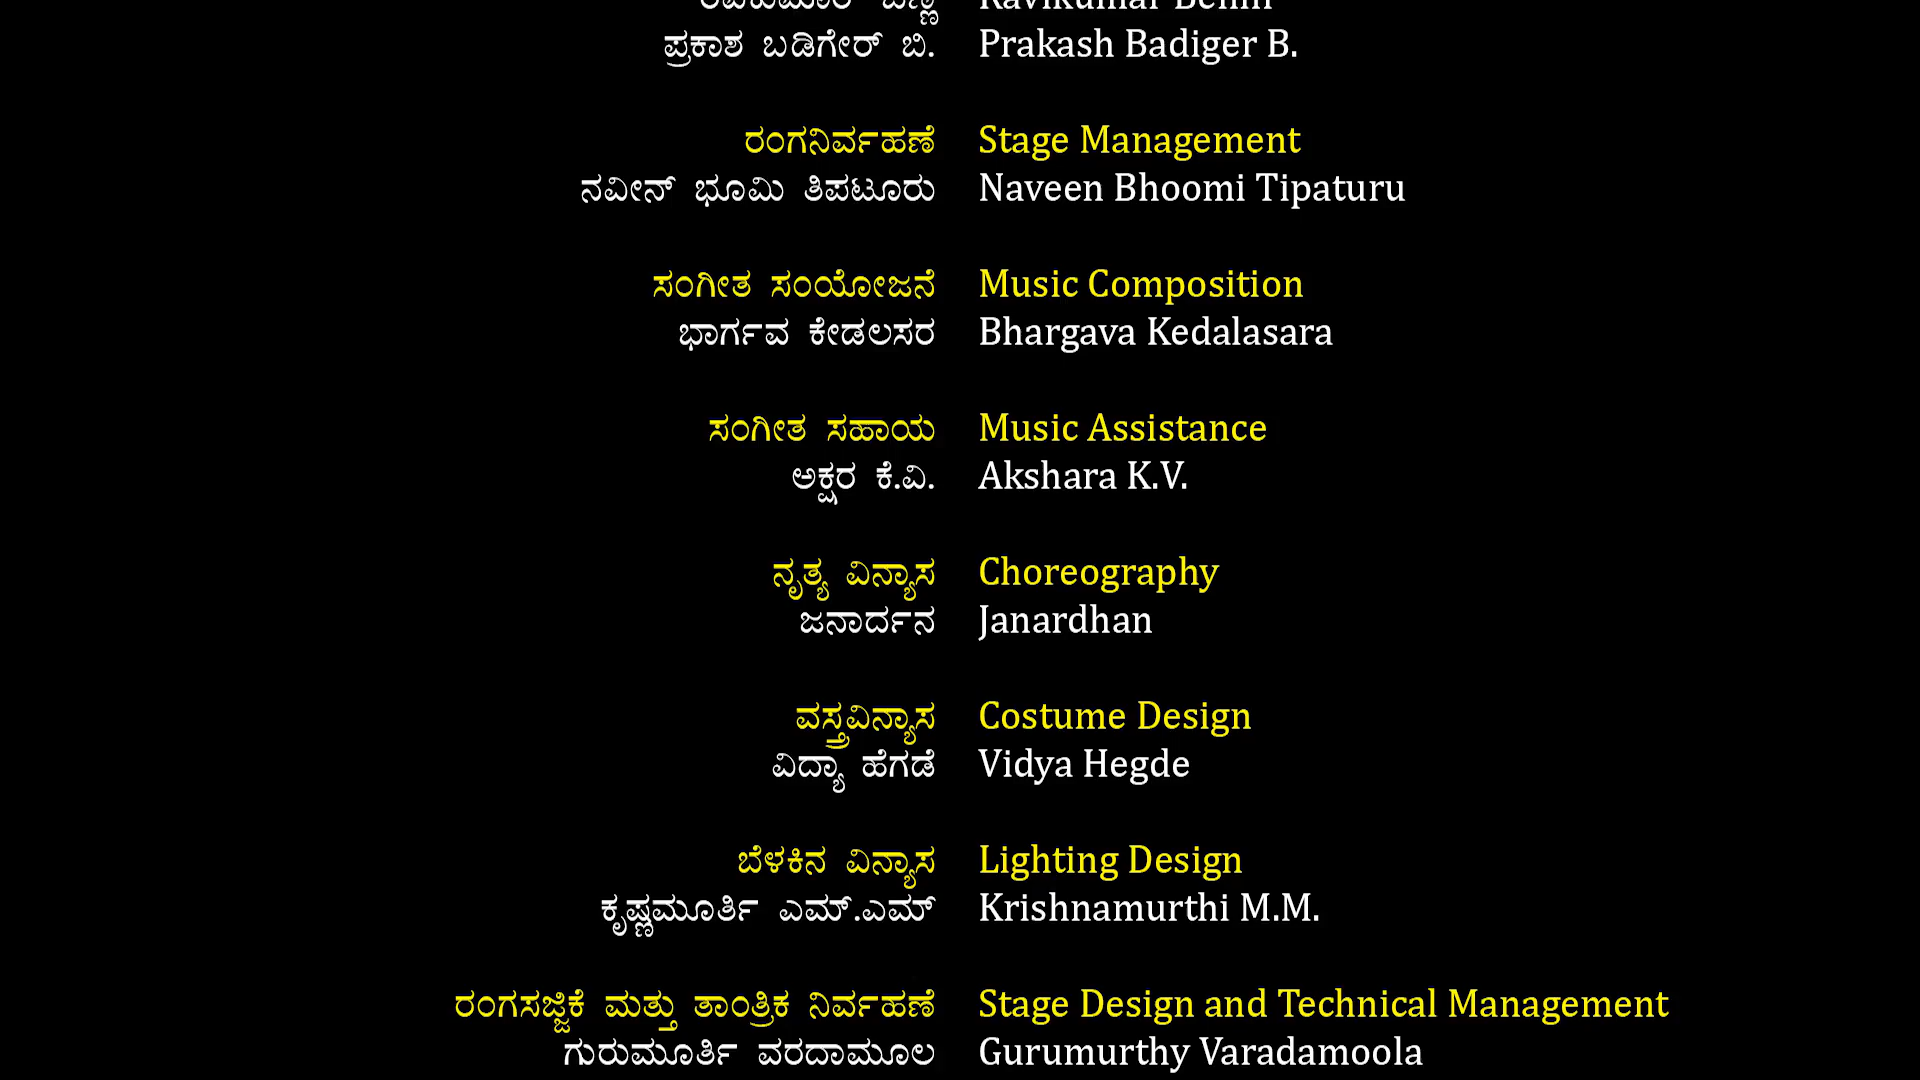 ಪ್ರಕಾಶ ಬಡಿಗೇರ್ ಬಿ. Prakash Badiger B.
ರಂಗನಿರ್ವಹಣೆ Stage Management
ನವೀನ್ ಭೂಮಿ ತಿಪಟೂರು Naveen Bhoomi Tipaturu
ಸಂಗೀತ ಸಂಯೋಜನೆ Music Composition
ಭಾರ್ಗವ ಕೇಡಲಸರ Bhargava Kedalasara
ಸಂಗೀತ ಸಹಾಯ Music Assistance
ಅಕ್ಷರ ಕೆ.ವಿ. Akshara K.V.
ನೃತ್ಯ ವಿನ್ಯಾಸ Choreography
ಜನಾರ್ದನ Janardhan
ವಸ್ತ್ರವಿನ್ಯಾಸ Costume Design
ವಿದ್ಯಾ ಹೆಗಡೆ Vidya Hegde
ಬೆಳಕಿನ ವಿನ್ಯಾಸ Lighting Design
ಕೃಷ್ಣಮೂರ್ತಿ ಎಮ್.ಎಮ್ Krishnamurthi M.M.
ರಂಗಸಜ್ಜಿಕೆ ಮತ್ತು ತಾಂತ್ರಿಕ ನಿರ್ವಹಣೆ Stage Design and Technical Management
ಗುರುಮೂರ್ತಿ ವರದಾಮೂಲ Gurumurthy Varadamoola